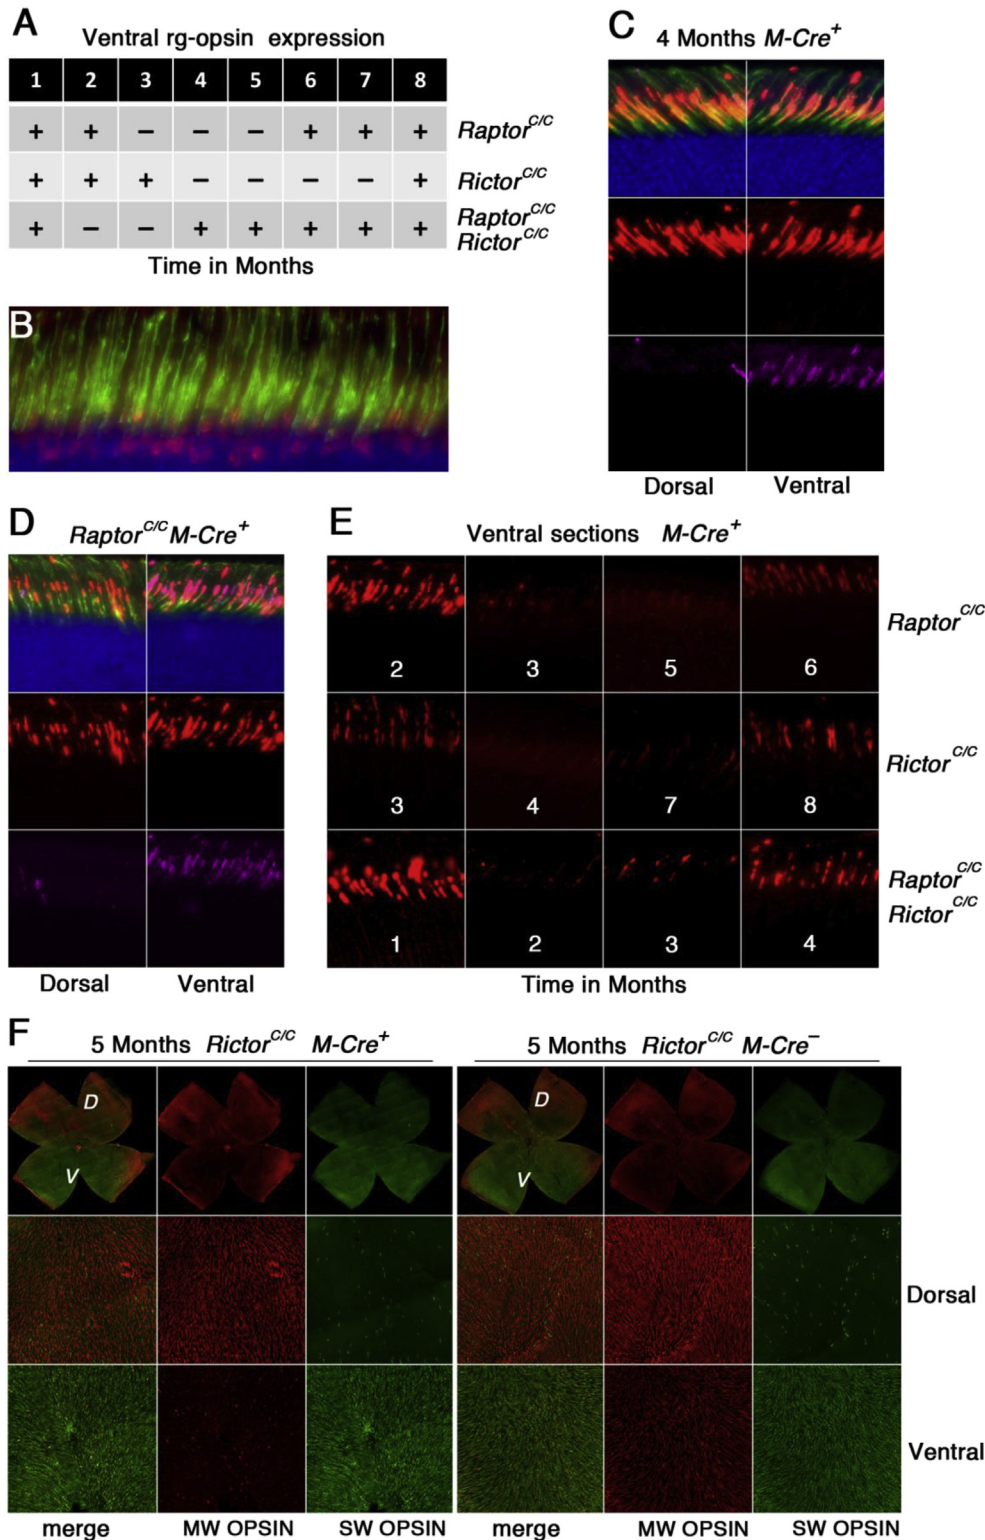 A
Ventral rg-opsin expression
1 2 3 4 5 6 7 8
+ + − − − + + + Raptor^C/C
+ + + − − − − + Rictor^C/C
+ − − + + + + + Raptor^C/C
Rictor^C/C
Time in Months
B
C
4 Months M-Cre⁺
Dorsal Ventral
D
Raptor^C/C M-Cre⁺
Dorsal Ventral
E
Ventral sections M-Cre⁺
2 3 5 6
Raptor^C/C
3 4 7 8
Rictor^C/C
1 2 3 4
Raptor^C/C
Rictor^C/C
Time in Months
F
5 Months Rictor^C/C M-Cre⁺
5 Months Rictor^C/C M-Cre⁻
D
V
D
V
Dorsal
Ventral
merge MW OPSIN SW OPSIN merge MW OPSIN SW OPSIN